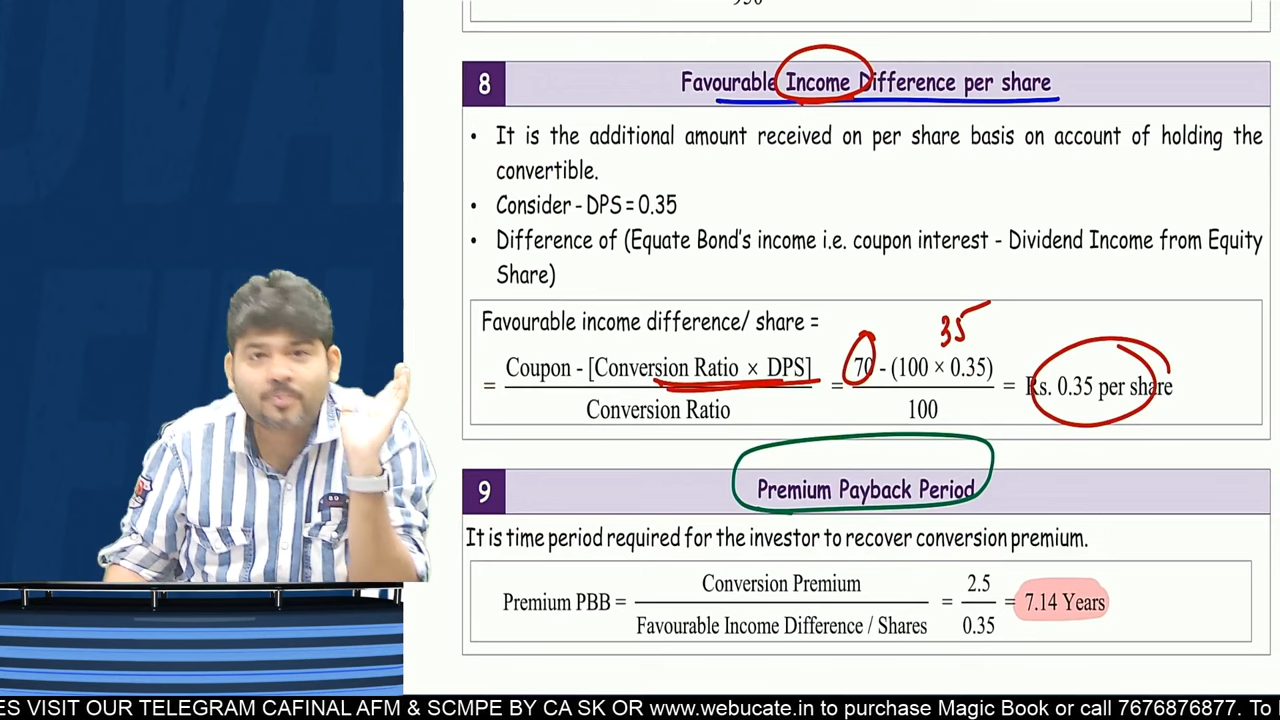 950
8
Favourable Income Difference per share
• It is the additional amount received on per share basis on account of holding the
convertible.
• Consider - DPS = 0.35
• Difference of (Equate Bond's income i.e. coupon interest - Dividend Income from Equity
Share)
Favourable income difference/ share =
35
= Coupon - [Conversion Ratio × DPS] / Conversion Ratio = 70 - (100 × 0.35) / 100 = Rs. 0.35 per share
9
Premium Payback Period
It is time period required for the investor to recover conversion premium.
Premium PBB = Conversion Premium / Favourable Income Difference / Shares = 2.5 / 0.35 = 7.14 Years
ES VISIT OUR TELEGRAM CAFINAL AFM & SCMPE BY CA SK OR www.webucate.in to purchase Magic Book or call 7676876877. To